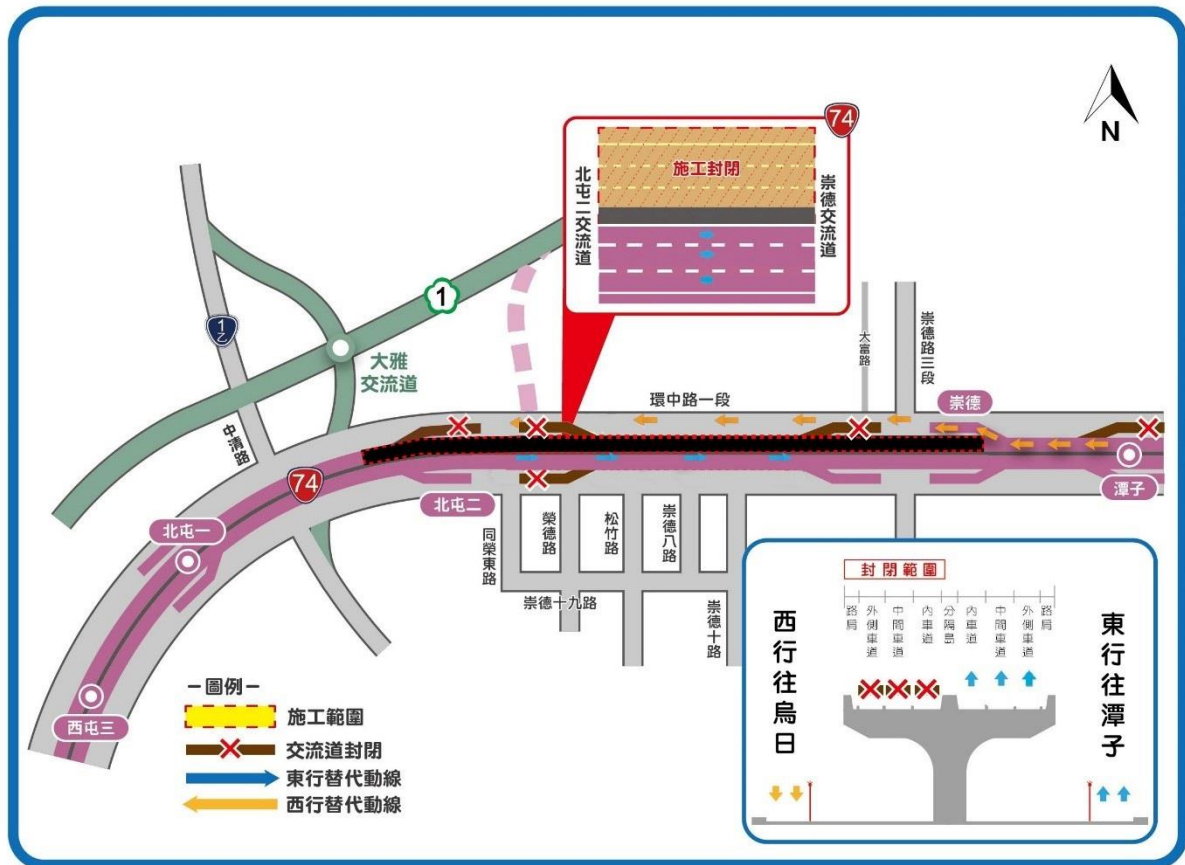 N
74
施工封閉
北屯二交流道
崇德交流道
1
1乙
大雅
交流道
中清路
大富路
崇德路三段
環中路一段
崇德
潭子
74
北屯二
北屯一
西屯三
同榮東路
榮德路
松竹路
崇德八路
崇德十九路
崇德十路
－圖例－
施工範圍
交流道封閉
東行替代動線
西行替代動線
封閉範圍
路肩
外側車道
中間車道
內車道
分隔島
內車道
中間車道
外側車道
路肩
西行往烏日
東行往潭子